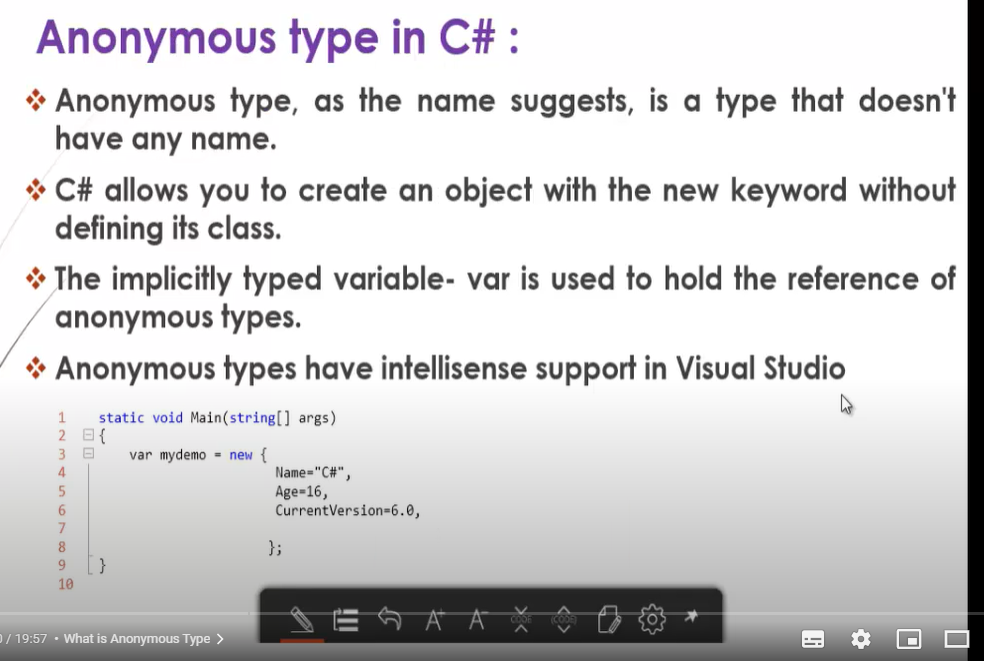 Anonymous type in C# :
❖ Anonymous type, as the name suggests, is a type that doesn't
have any name.
❖ C# allows you to create an object with the new keyword without
defining its class.
❖ The implicitly typed variable- var is used to hold the reference of
anonymous types.
❖ Anonymous types have intellisense support in Visual Studio
1 static void Main(string[] args)
2 {
3 var mydemo = new {
4 Name="C#",
5 Age=16,
6 CurrentVersion=6.0,
7
8 };
9 }
10
A+ A- CODE (CODE)
/ 19:57 • What is Anonymous Type >